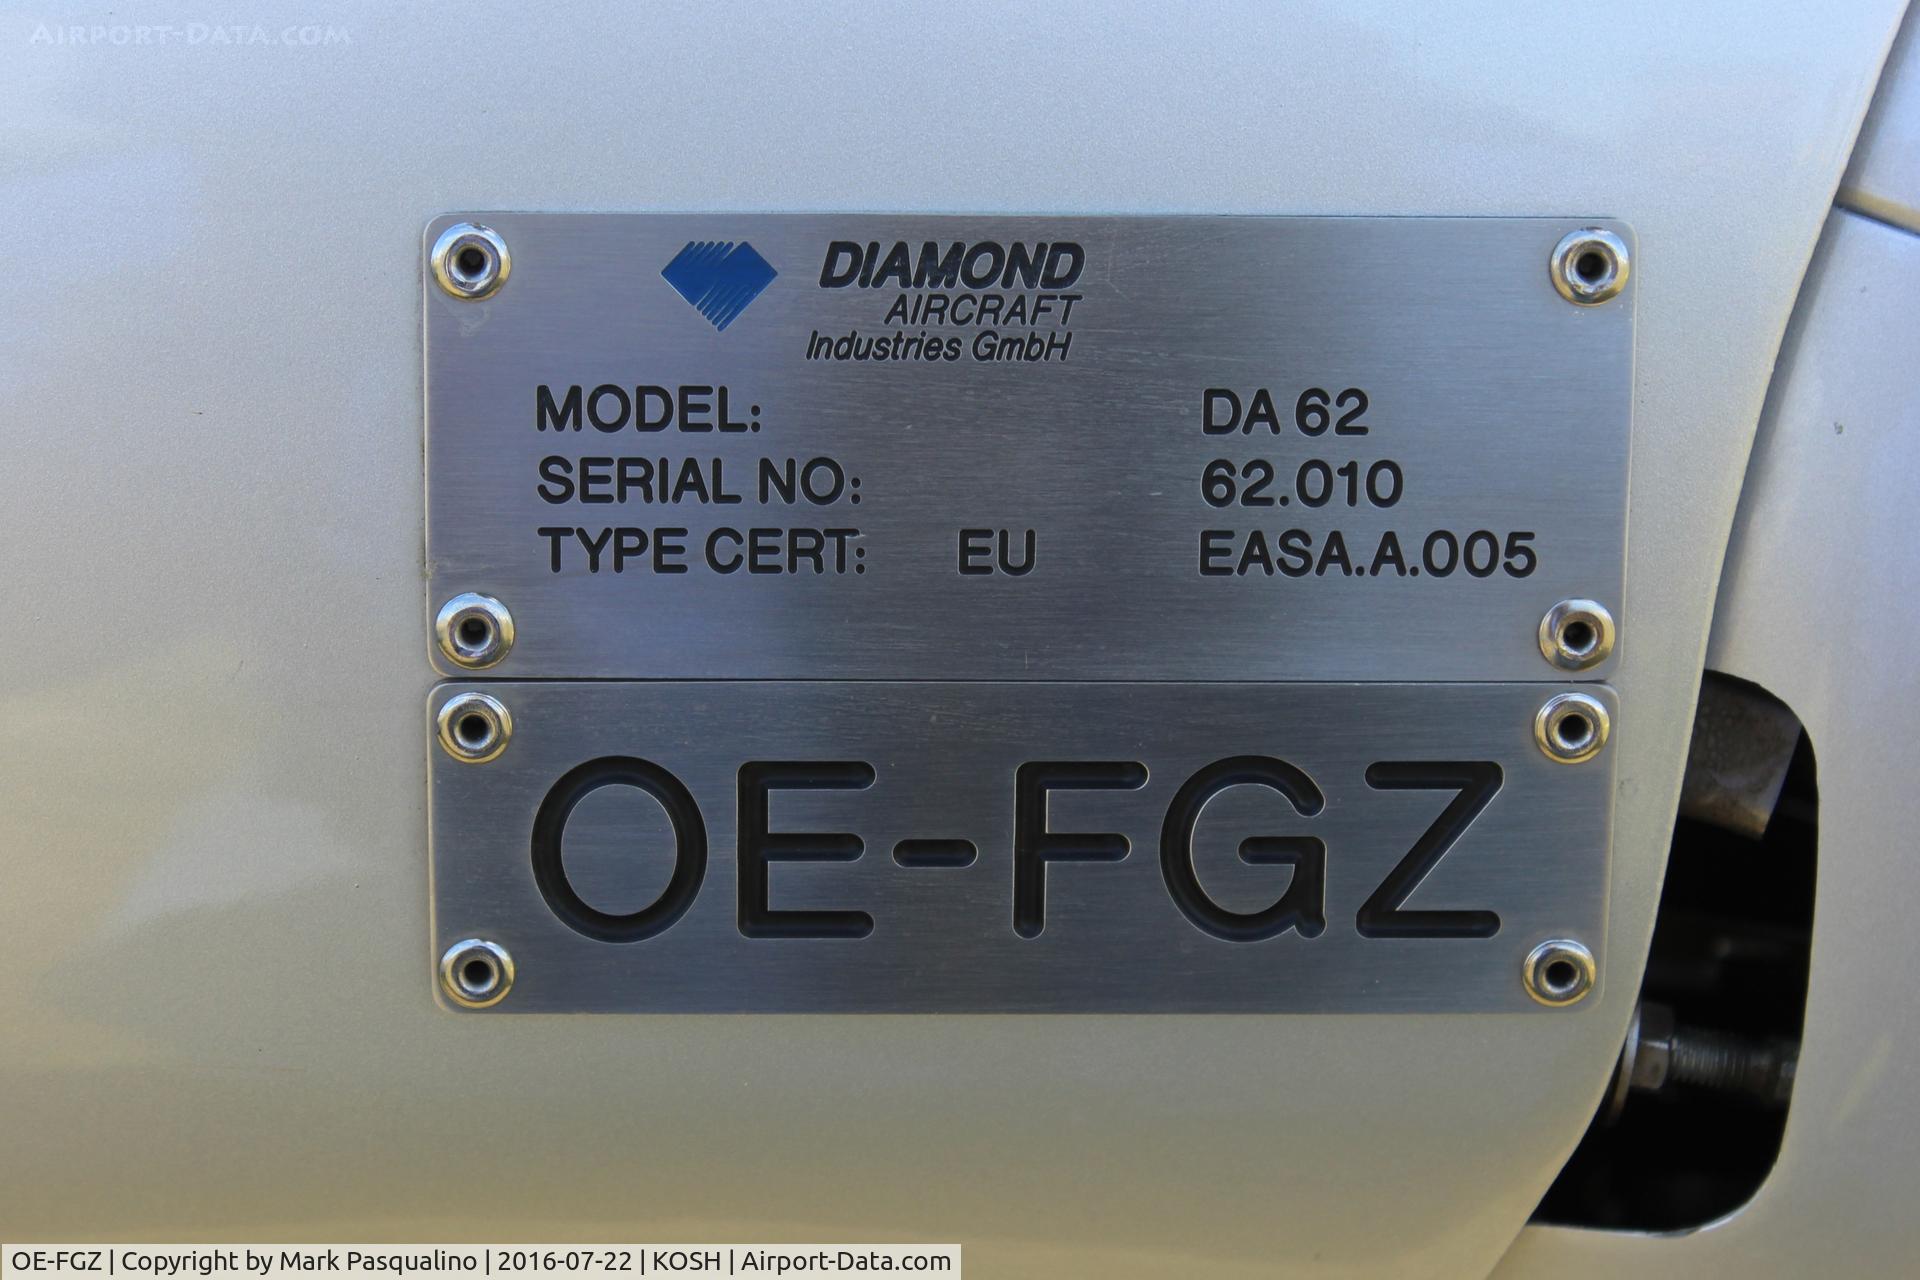 AIRPORT-DATA.COM
DIAMOND
AIRCRAFT
Industries GmbH
MODEL: DA 62
SERIAL NO: 62.010
TYPE CERT: EU EASA.A.005
OE-FGZ
OE-FGZ | Copyright by Mark Pasqualino | 2016-07-22 | KOSH | Airport-Data.com